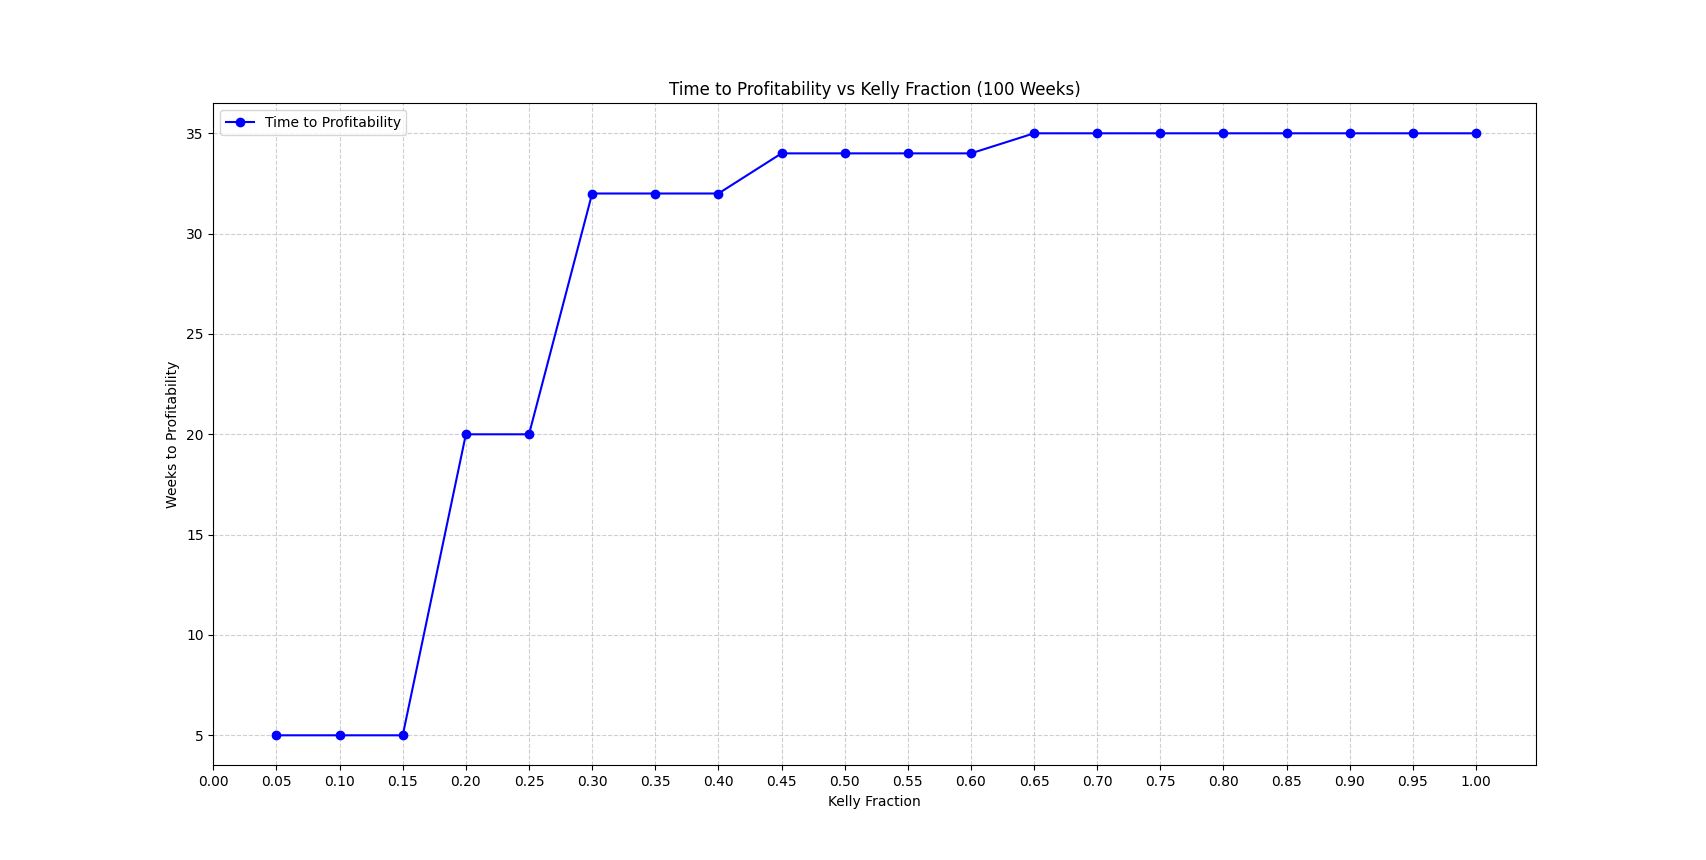 Time to Profitability vs Kelly Fraction (100 Weeks)
Time to Profitability
35
30
25
20
15
10
5
Weeks to Profitability
0.00 0.05 0.10 0.15 0.20 0.25 0.30 0.35 0.40 0.45 0.50 0.55 0.60 0.65 0.70 0.75 0.80 0.85 0.90 0.95 1.00
Kelly Fraction